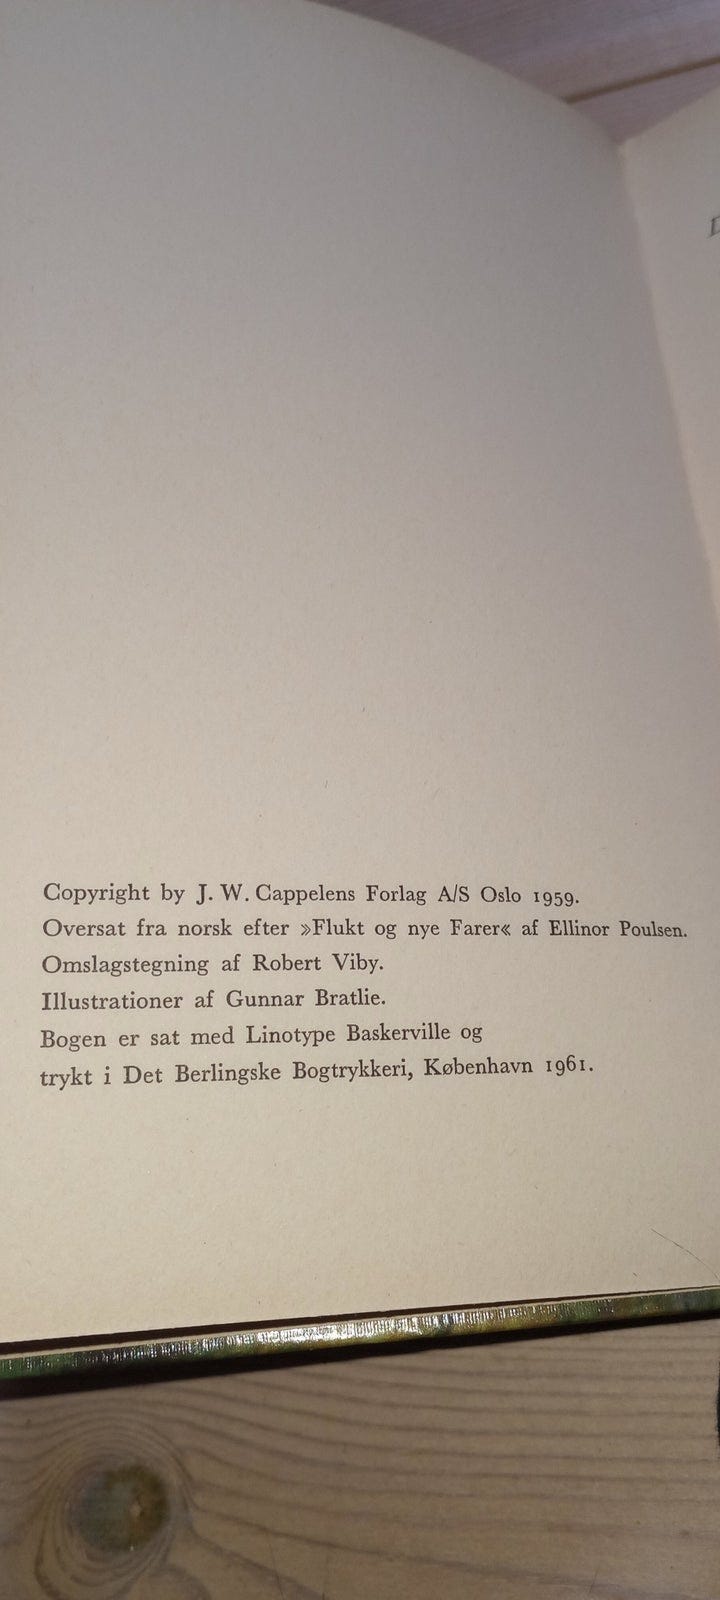 Copyright by J. W. Cappelens Forlag A/S Oslo 1959.
Oversat fra norsk efter »Flukt og nye Farer« af Ellinor Poulsen.
Omslagstegning af Robert Viby.
Illustrationer af Gunnar Bratlie.
Bogen er sat med Linotype Baskerville og
trykt i Det Berlingske Bogtrykkeri, København 1961.